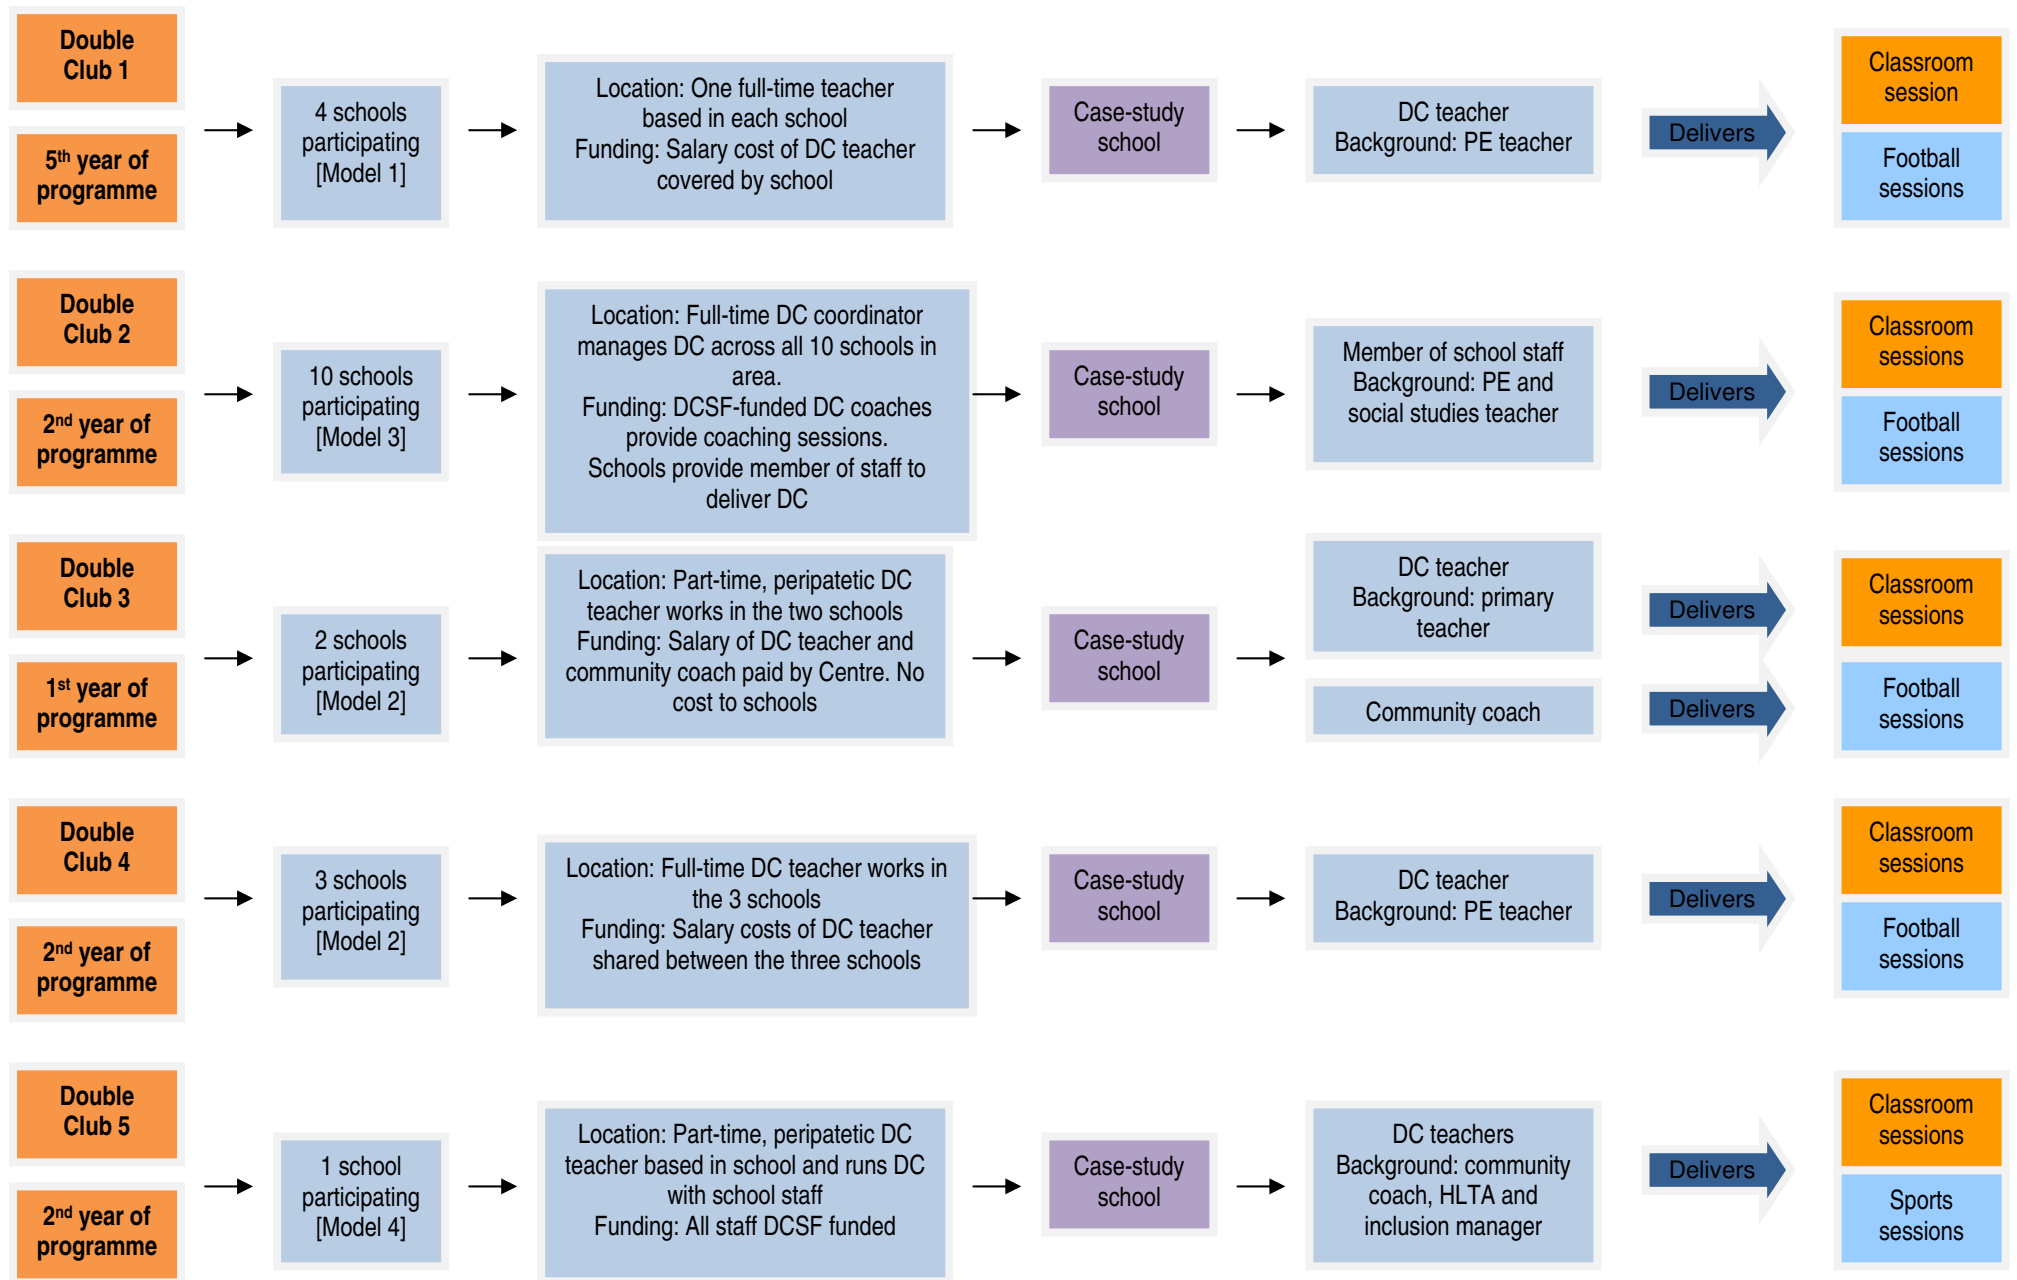 Double
Club 1
5th year of
programme
4 schools
participating
[Model 1]
Location: One full-time teacher
based in each school
Funding: Salary cost of DC teacher
covered by school
Case-study
school
DC teacher
Background: PE teacher
Delivers
Classroom
session
Football
sessions
Double
Club 2
2nd year of
programme
10 schools
participating
[Model 3]
Location: Full-time DC coordinator
manages DC across all 10 schools in
area.
Funding: DCSF-funded DC coaches
provide coaching sessions.
Schools provide member of staff to
deliver DC
Case-study
school
Member of school staff
Background: PE and
social studies teacher
Delivers
Classroom
sessions
Football
sessions
Double
Club 3
1st year of
programme
2 schools
participating
[Model 2]
Location: Part-time, peripatetic DC
teacher works in the two schools
Funding: Salary of DC teacher and
community coach paid by Centre. No
cost to schools
Case-study
school
DC teacher
Background: primary
teacher
Community coach
Delivers
Delivers
Classroom
sessions
Football
sessions
Double
Club 4
2nd year of
programme
3 schools
participating
[Model 2]
Location: Full-time DC teacher works in
the 3 schools
Funding: Salary costs of DC teacher
shared between the three schools
Case-study
school
DC teacher
Background: PE teacher
Delivers
Classroom
sessions
Football
sessions
Double
Club 5
2nd year of
programme
1 school
participating
[Model 4]
Location: Part-time, peripatetic DC
teacher based in school and runs DC
with school staff
Funding: All staff DCSF funded
Case-study
school
DC teachers
Background: community
coach, HLTA and
inclusion manager
Delivers
Classroom
sessions
Sports
sessions